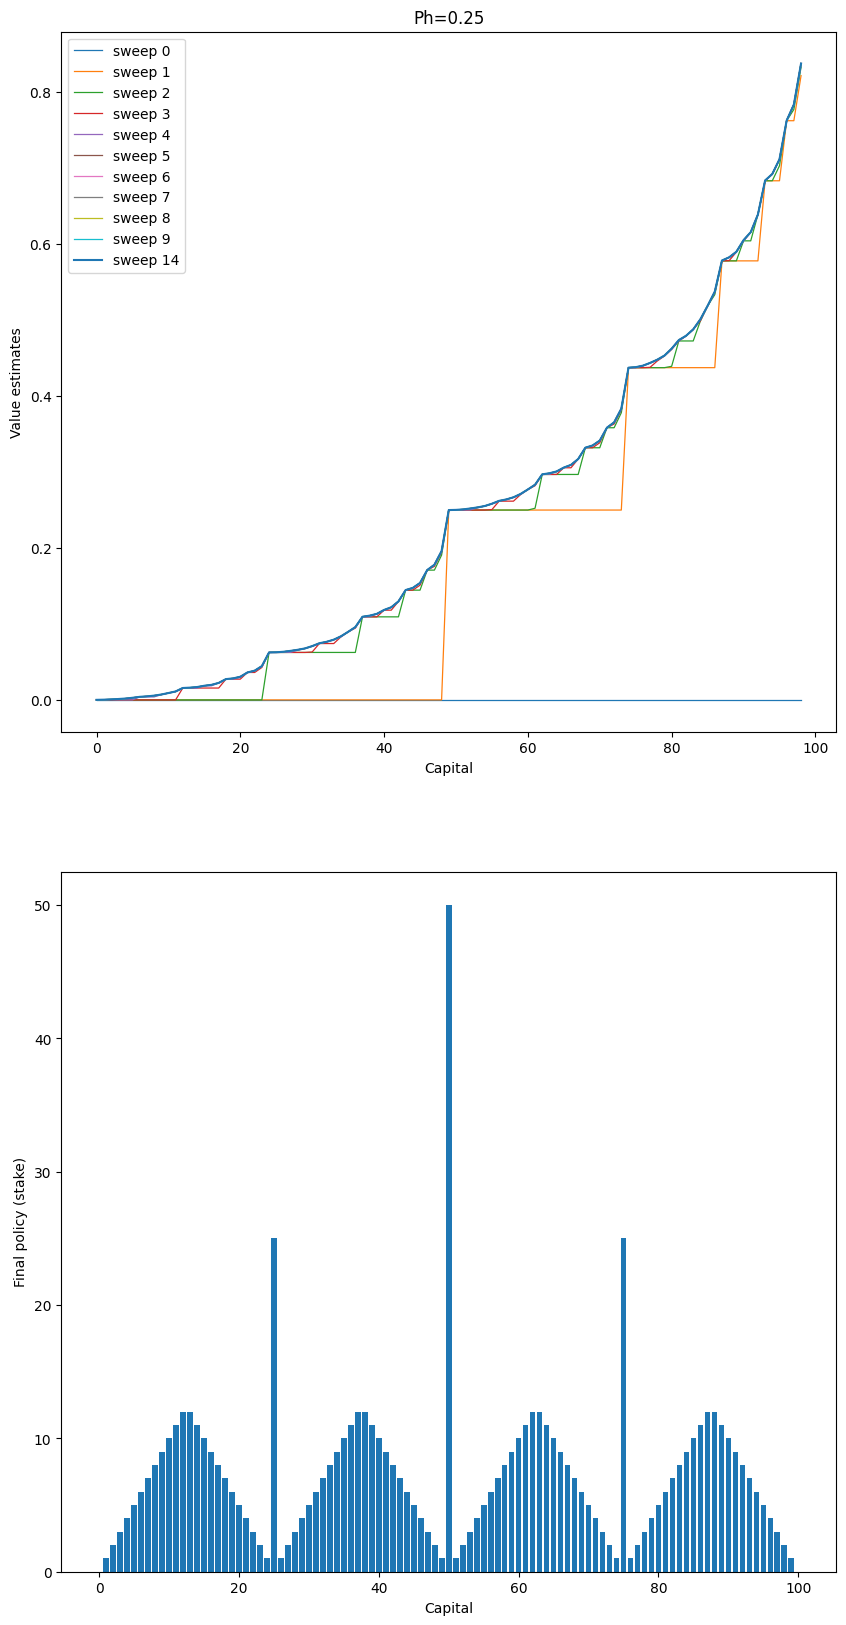 Ph=0.25
sweep 0
sweep 1
sweep 2
sweep 3
sweep 4
sweep 5
sweep 6
sweep 7
sweep 8
sweep 9
sweep 14
Value estimates
0.8
0.6
0.4
0.2
0.0
0 20 40 60 80 100
Capital
Final policy (stake)
50
40
30
20
10
0
0 20 40 60 80 100
Capital